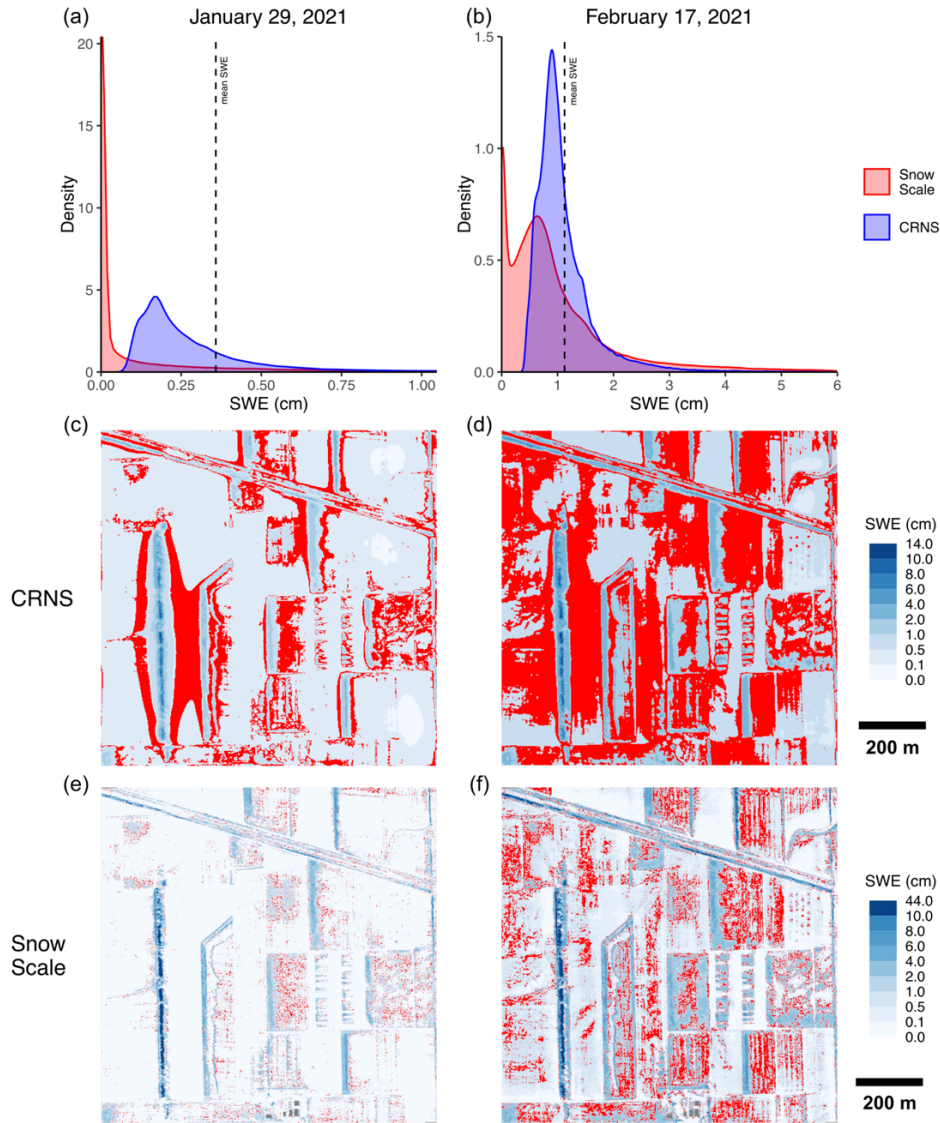 (a) January 29, 2021
(b) February 17, 2021
20
15
10
5
0
Density
mean SWE
0.00 0.25 0.50 0.75 1.00
SWE (cm)
1.5
1.0
0.5
0.0
Density
mean SWE
0 1 2 3 4 5 6
SWE (cm)
Snow
Scale
CRNS
(c)
(d)
CRNS
SWE (cm)
14.0
12.0
10.0
8.0
6.0
4.0
2.0
1.0
0.5
0.1
0.0
200 m
(e)
(f)
Snow
Scale
SWE (cm)
44.0
10.0
8.0
6.0
4.0
2.0
1.0
0.5
0.1
0.0
200 m